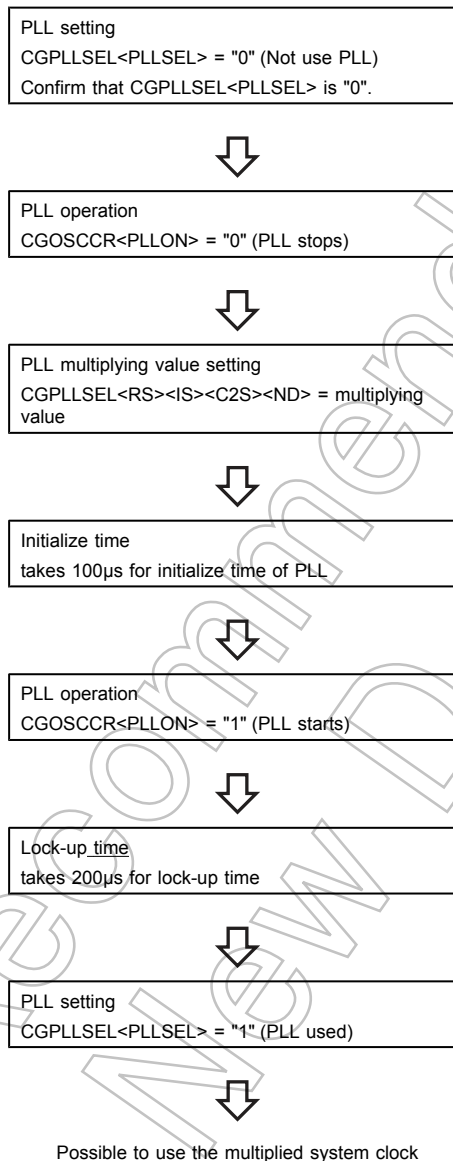 PLL setting
CGPLLSEL<PLLSEL> = "0" (Not use PLL)
Confirm that CGPLLSEL<PLLSEL> is "0".
PLL operation
CGOSCCR<PLLON> = "0" (PLL stops)
PLL multiplying value setting
CGPLLSEL<RS><IS><C2S><ND> = multiplying
value
Initialize time
takes 100µs for initialize time of PLL
PLL operation
CGOSCCR<PLLON> = "1" (PLL starts)
Lock-up time
takes 200µs for lock-up time
PLL setting
CGPLLSEL<PLLSEL> = "1" (PLL used)
Possible to use the multiplied system clock